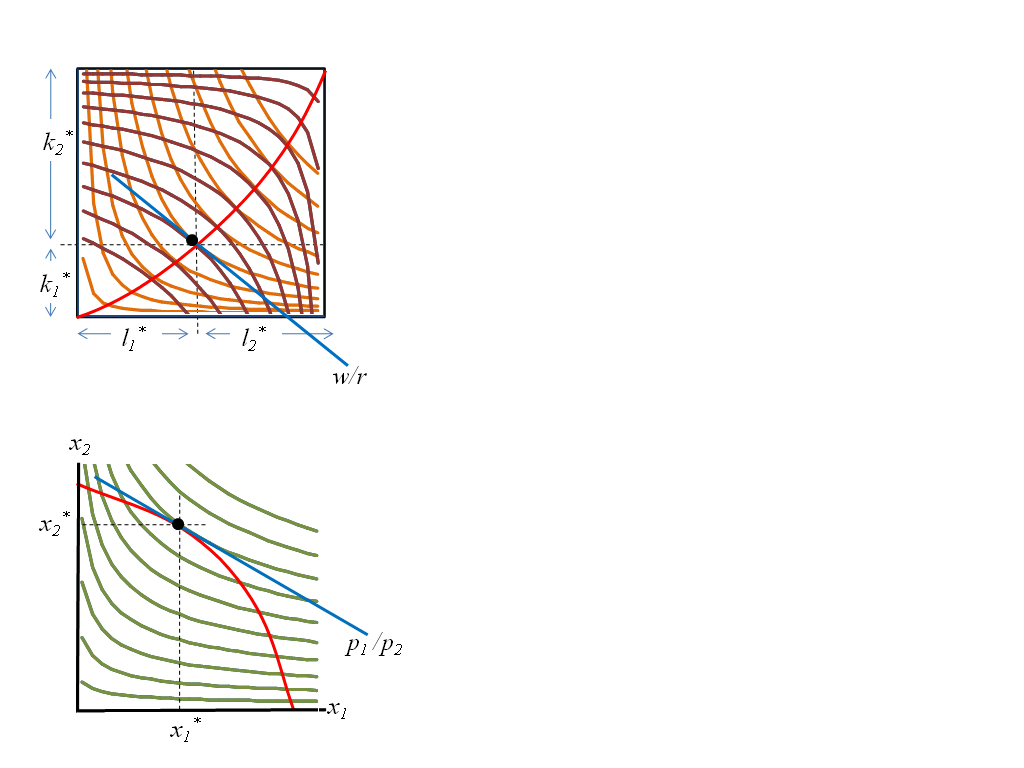 k₂*
k₁*
l₁* l₂*
w/r
x₂
x₂*
p₁/p₂
x₁
x₁*